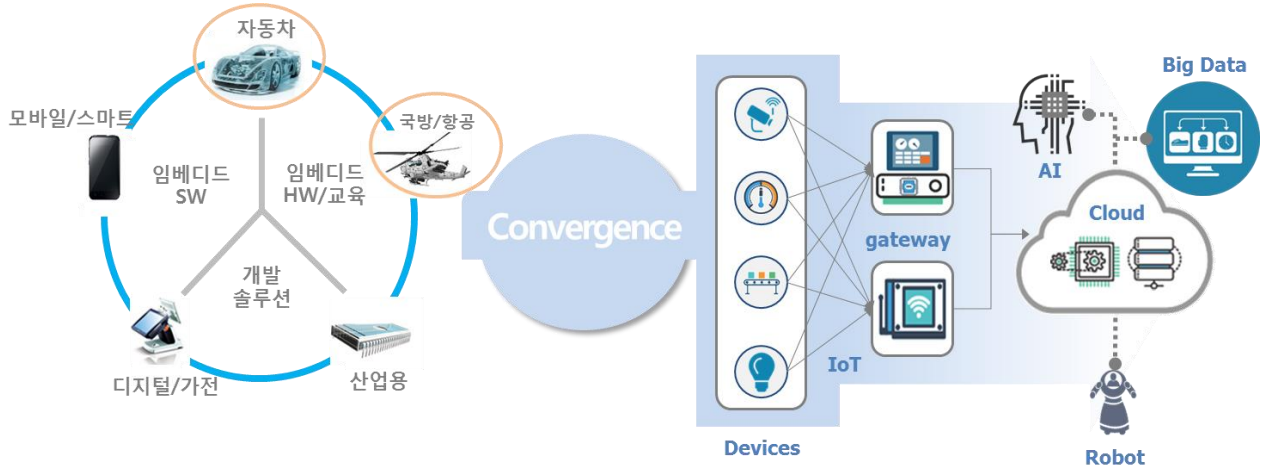 자동차
모바일/스마트
국방/항공
임베디드
SW
임베디드
HW/교육
개발
솔루션
디지털/가전
산업용
Convergence
Devices
gateway
IoT
AI
Big Data
Cloud
Robot